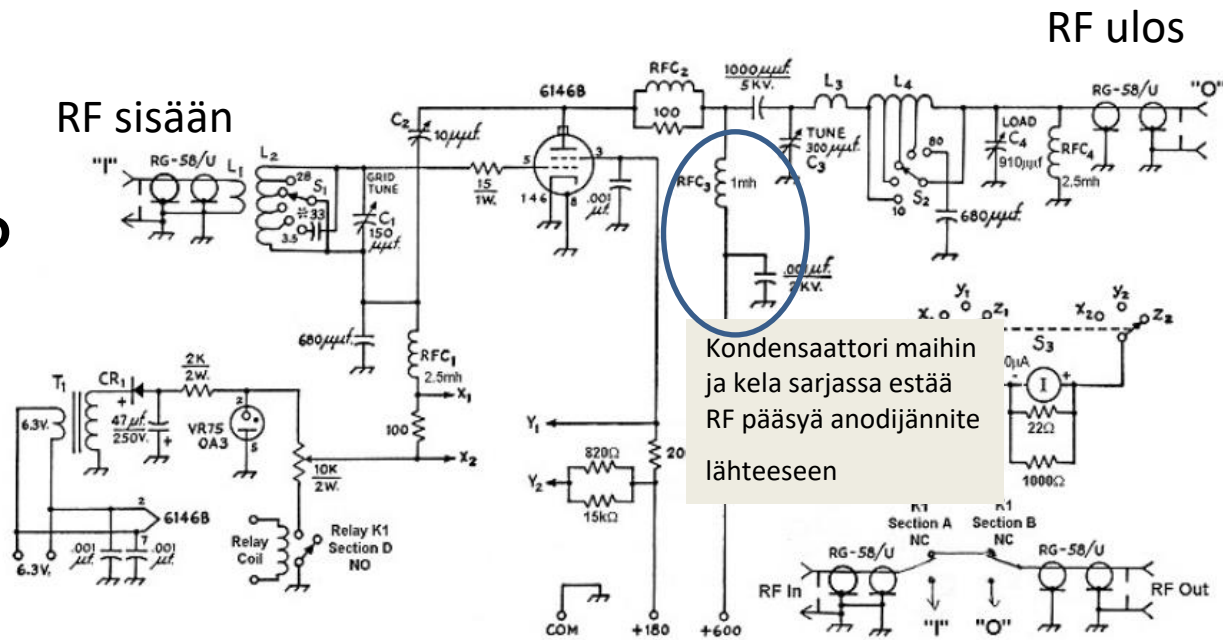 RF ulos
RF sisään
"I"
RG-58/U
L1
L2
28
33
3.5
S1
GRID
TUNE
C1
150
μμf.
C2
10μμf.
6146B
15
1W.
5
3
1 4 6
8
.001
μf.
RFC2
100
1000μμf.
5KV.
L3
L4
TUNE
300μμf.
C3
80
10
S2
680μμf.
LOAD
C4
910μμf
RFC4
2.5mh
RG-58/U
"O"
RFC3
1mh
.001μf.
2KV.
680μμf.
RFC1
2.5mh
X1
100
X2
T1
6.3V.
CR1
+
47μf.
250V.
+
2K
2W.
VR75
OA3
2
5
10K
2W.
2
6146B
7
.001
μf.
.001
μf.
6.3V.
Relay
Coil
Relay K1
Section D
NO
Y1
820Ω
Y2
15kΩ
20
COM
+180
+600
Kondensaattori maihin
ja kela sarjassa estää
RF pääsyä anodijännite
lähteeseen
Y1
Z1
X2
Y2
Z2
S3
μA
-
I
+
22Ω
1000Ω
K1
Section A
NC
K1
Section B
NC
RG-58/U
RG-58/U
RF In
RF Out
"I"
"O"